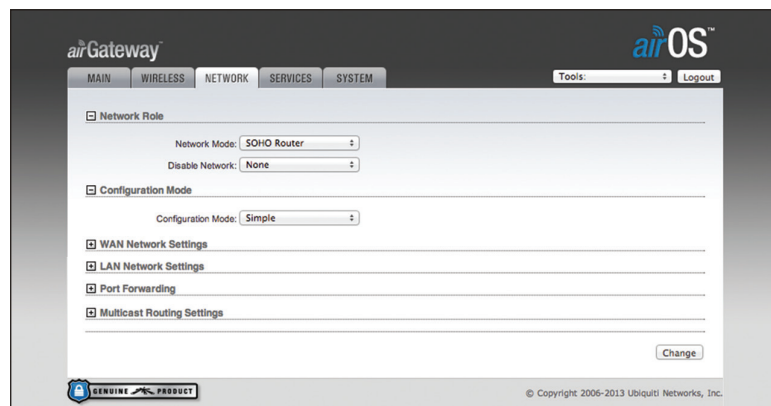 airGateway™
airOS™
MAIN WIRELESS NETWORK SERVICES SYSTEM Tools: Logout
Network Role
Network Mode: SOHO Router
Disable Network: None
Configuration Mode
Configuration Mode: Simple
WAN Network Settings
LAN Network Settings
Port Forwarding
Multicast Routing Settings
Change
GENUINE PRODUCT
© Copyright 2006-2013 Ubiquiti Networks, Inc.